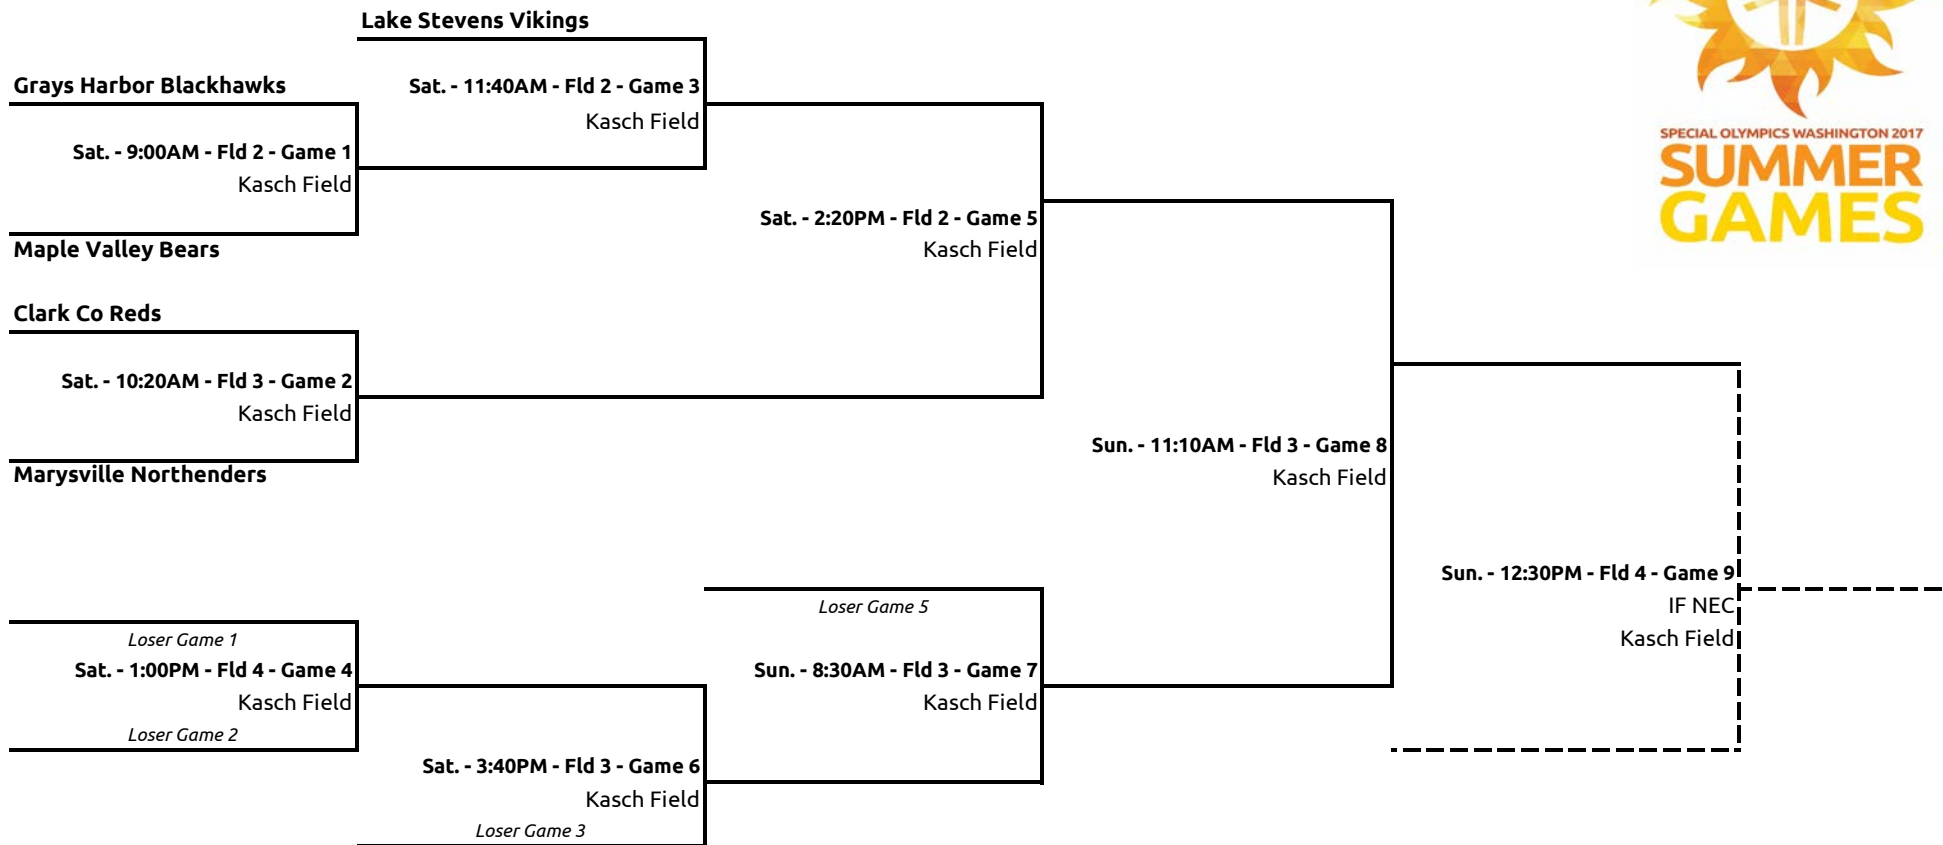 Lake Stevens Vikings
Grays Harbor Blackhawks
Sat. - 11:40AM - Fld 2 - Game 3
Kasch Field
SPECIAL OLYMPICS WASHINGTON 2017
SUMMER
GAMES
Sat. - 9:00AM - Fld 2 - Game 1
Kasch Field
Sat. - 2:20PM - Fld 2 - Game 5
Kasch Field
Maple Valley Bears
Clark Co Reds
Sat. - 10:20AM - Fld 3 - Game 2
Kasch Field
Sun. - 11:10AM - Fld 3 - Game 8
Kasch Field
Marysville Northenders
Sun. - 12:30PM - Fld 4 - Game 9
IF NEC
Kasch Field
Loser Game 5
Loser Game 1
Sat. - 1:00PM - Fld 4 - Game 4
Kasch Field
Sun. - 8:30AM - Fld 3 - Game 7
Kasch Field
Loser Game 2
Sat. - 3:40PM - Fld 3 - Game 6
Kasch Field
Loser Game 3